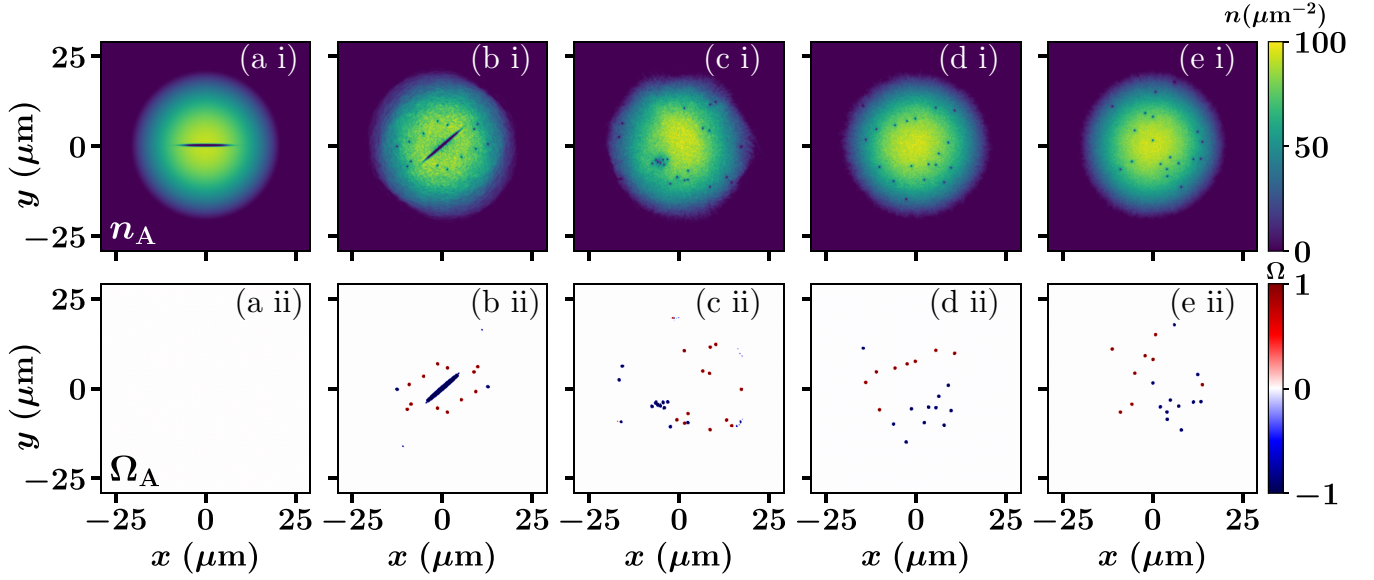 n(μm⁻²)
(a i) (b i) (c i) (d i) (e i)
25 0 −25
y (μm)
n_A
100 50 0
Ω
(a ii) (b ii) (c ii) (d ii) (e ii)
25 0 −25
y (μm)
Ω_A
1 0 −1
−25 0 25 −25 0 25 −25 0 25 −25 0 25 −25 0 25
x (μm) x (μm) x (μm) x (μm) x (μm)